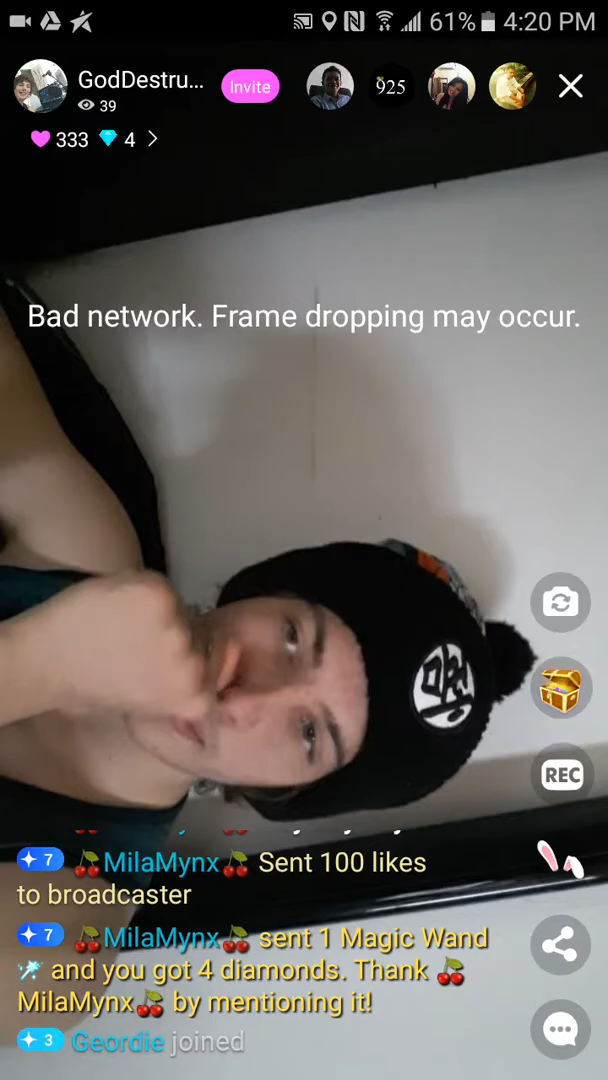 61% 4:20 PM
GodDestru... Invite 925
39
333 4
Bad network. Frame dropping may occur.
悟
REC
7 MilaMynx Sent 100 likes
to broadcaster
7 MilaMynx sent 1 Magic Wand
and you got 4 diamonds. Thank
MilaMynx by mentioning it!
3 Geordie joined